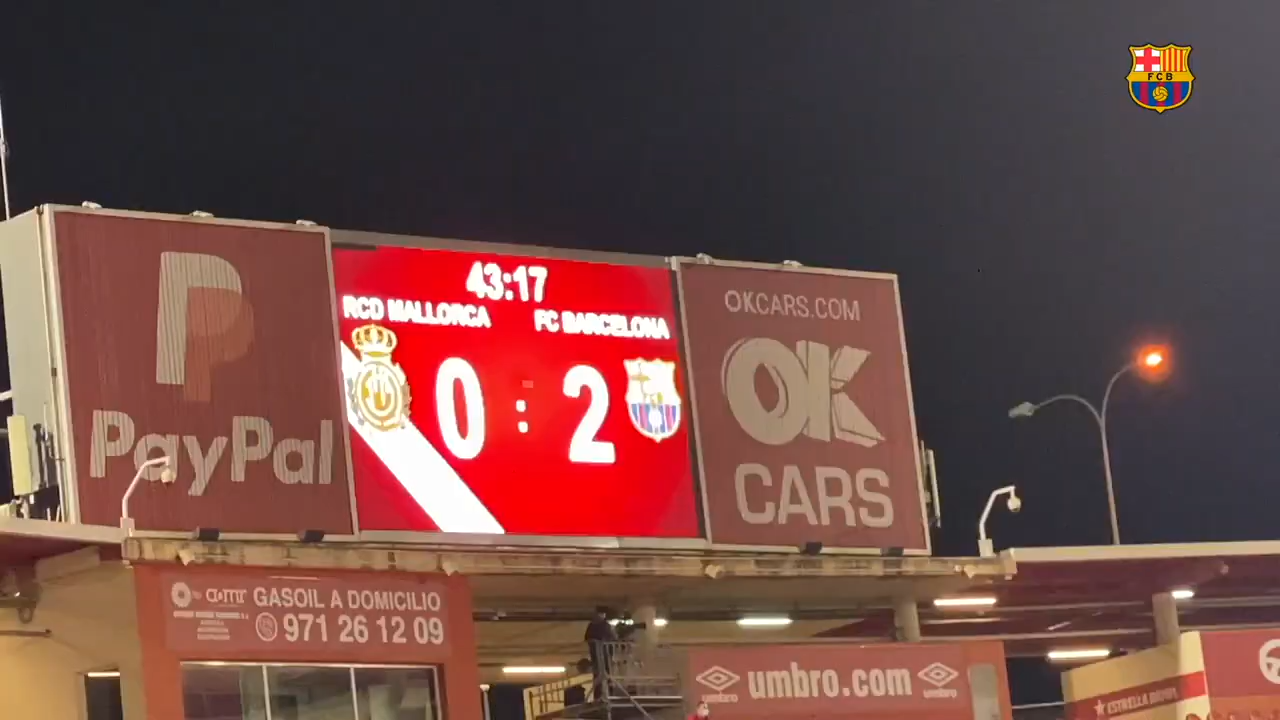 FCB
PayPal
43:17
RCD MALLORCA FC BARCELONA
0 : 2
OKCARS.COM
OK
CARS
GASOIL A DOMICILIO
971 26 12 09
umbro
umbro.com
umbro
ESTRELLA